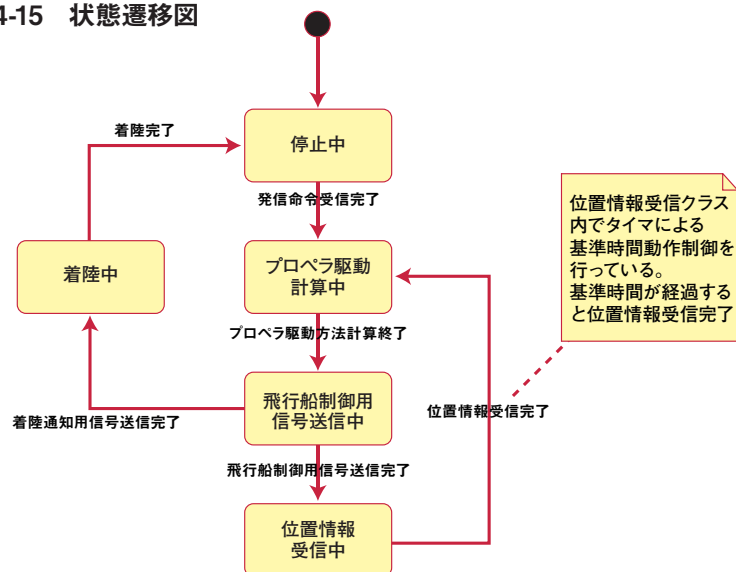 4-15 状態遷移図
停止中
着陸完了
発信命令受信完了
位置情報受信クラス
内でタイマによる
基準時間動作制御を
行っている。
基準時間が経過する
と位置情報受信完了
着陸中
プロペラ駆動
計算中
プロペラ駆動方法計算終了
飛行船制御用
信号送信中
着陸通知用信号送信完了
位置情報受信完了
飛行船制御用信号送信完了
位置情報
受信中